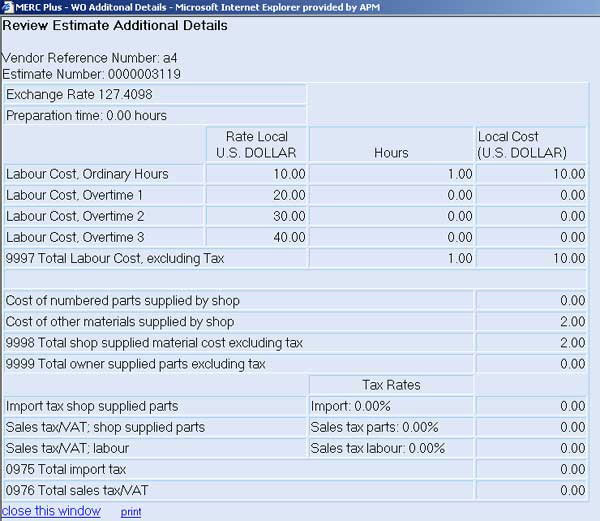 MERC Plus - WO Additonal Details - Microsoft Internet Explorer provided by APM
Review Estimate Additional Details
Vendor Reference Number: a4
Estimate Number: 0000003119
Exchange Rate 127.4098
Preparation time: 0.00 hours
Rate Local Local Cost
U.S. DOLLAR Hours (U.S. DOLLAR)
Labour Cost, Ordinary Hours 10.00 1.00 10.00
Labour Cost, Overtime 1 20.00 0.00 0.00
Labour Cost, Overtime 2 30.00 0.00 0.00
Labour Cost, Overtime 3 40.00 0.00 0.00
9997 Total Labour Cost, excluding Tax 1.00 10.00
Cost of numbered parts supplied by shop 0.00
Cost of other materials supplied by shop 2.00
9998 Total shop supplied material cost excluding tax 2.00
9999 Total owner supplied parts excluding tax 0.00
Tax Rates
Import tax shop supplied parts Import: 0.00% 0.00
Sales tax/VAT; shop supplied parts Sales tax parts: 0.00% 0.00
Sales tax/VAT; labour Sales tax labour: 0.00% 0.00
0975 Total import tax 0.00
0976 Total sales tax/VAT 0.00
close this window print